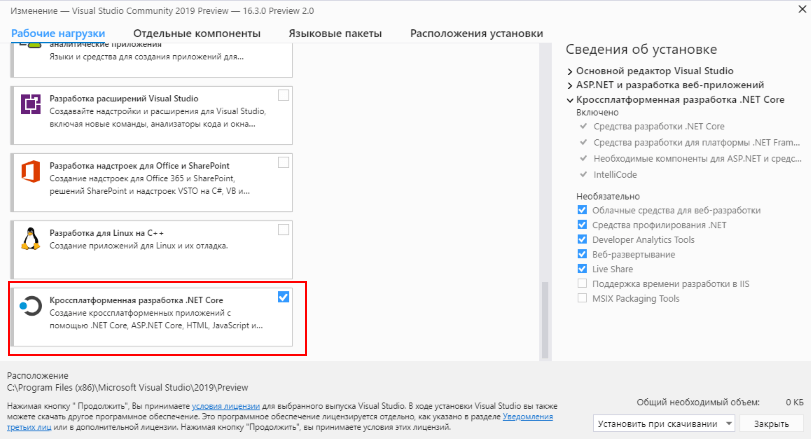 Изменение — Visual Studio Community 2019 Preview — 16.3.0 Preview 2.0
Рабочие нагрузки
Отдельные компоненты
Языковые пакеты
Расположения установки
аналитические приложения
Языки и средства для создания приложений для...
Разработка расширений Visual Studio
Создавайте надстройки и расширения для Visual Studio,
включая новые команды, анализаторы кода и окна...
Разработка надстроек для Office и SharePoint
Создание надстроек для Office 365 и SharePoint,
решений SharePoint и надстроек VSTO на C#, VB и...
Разработка для Linux на C++
Создание приложений для Linux и их отладка.
Кроссплатформенная разработка .NET Core
Создание кроссплатформенных приложений с
помощью .NET Core, ASP.NET Core, HTML, JavaScript и...
Сведения об установке
Основной редактор Visual Studio
ASP.NET и разработка веб-приложений
Кроссплатформенная разработка .NET Core
Включено
Средства разработки .NET Core
Средства разработки для платформы .NET Fram...
Необходимые компоненты для ASP.NET и средс...
IntelliCode
Необязательно
Облачные средства для веб-разработки
Средства профилирования .NET
Developer Analytics Tools
Веб-развертывание
Live Share
Поддержка времени разработки в IIS
MSIX Packaging Tools
Расположение
C:\Program Files (x86)\Microsoft Visual Studio\2019\Preview
Нажимая кнопку " Продолжить", Вы принимаете условия лицензии для выбранного выпуска Visual Studio. В ходе установки Visual Studio вы также
можете скачать другое программное обеспечение. Это программное обеспечение лицензируется отдельно, как указано в разделе Уведомления
третьих лиц или в дополнительной лицензии. Нажимая кнопку "Продолжить", вы принимаете условия этих лицензий.
Общий необходимый объем: 0 КБ
Установить при скачивании
Закрыть